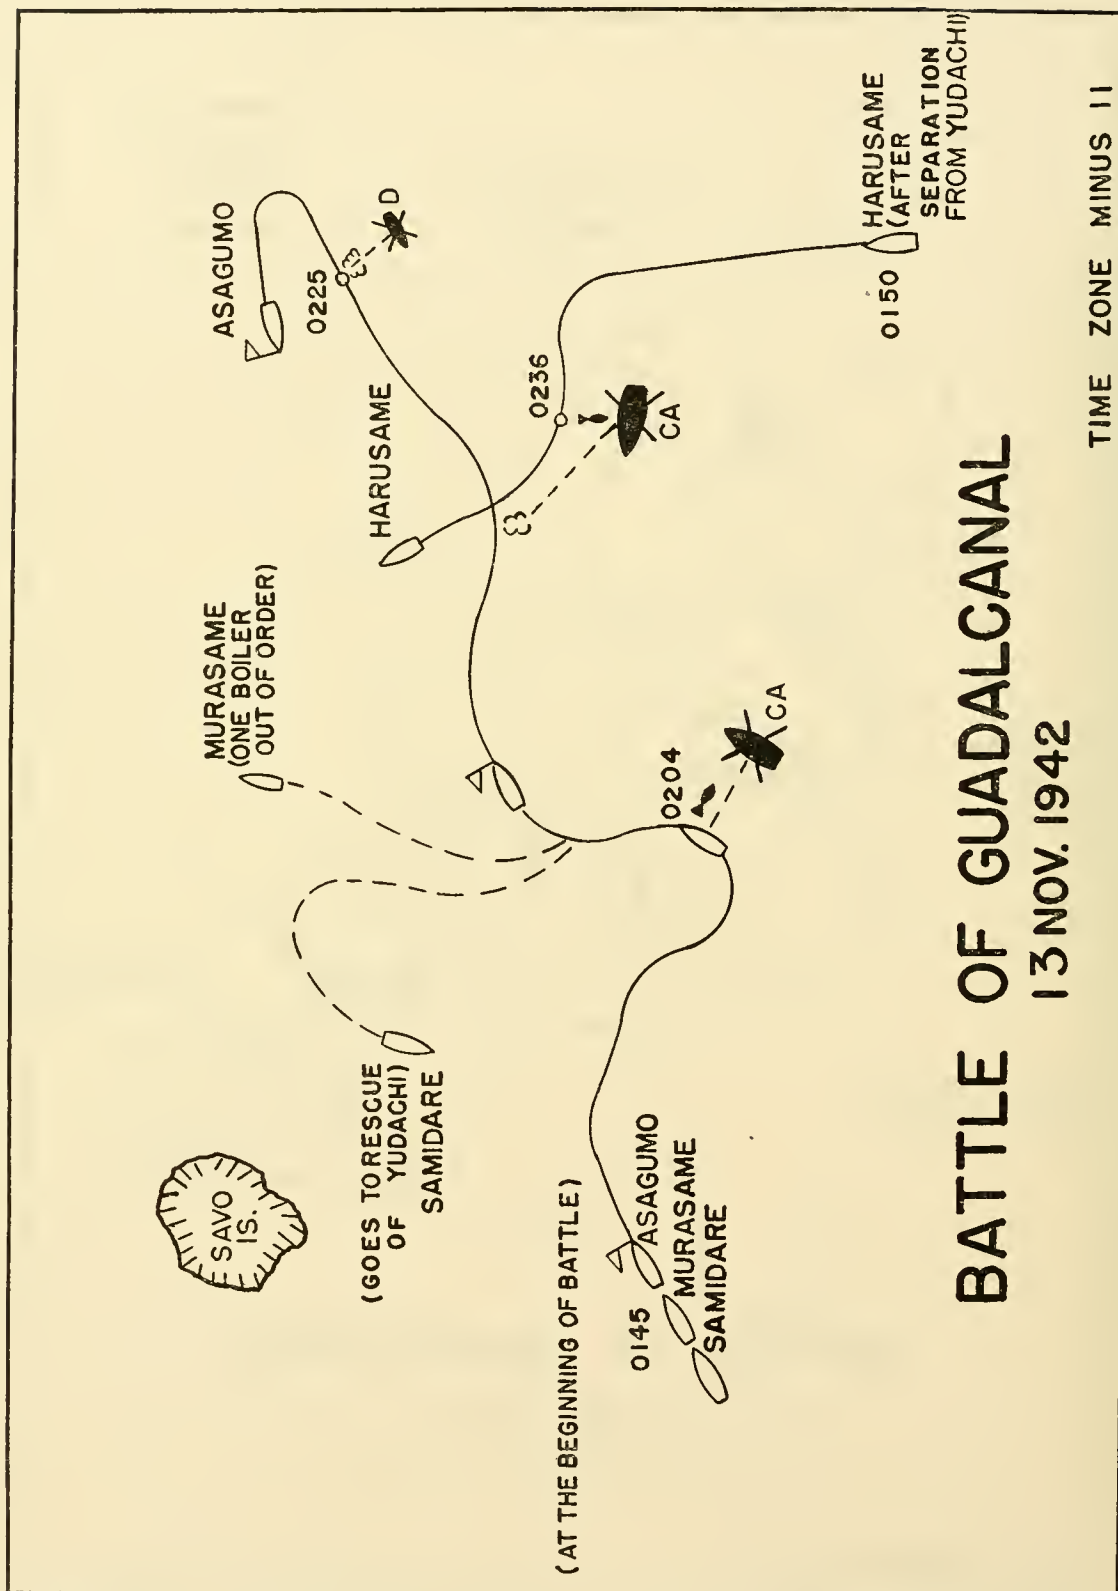 SAVO
IS.
(GOES TO RESCUE
OF YUDACHI)
SAMIDARE
MURASAME
(ONE BOILER
OUT OF ORDER)
ASAGUMO
0225
D
HARUSAME
0236
CA
(AT THE BEGINNING OF BATTLE)
0145
ASAGUMO
MURASAME
SAMIDARE
0204
CA
0150
HARUSAME
(AFTER
SEPARATION
FROM YUDACHI)
BATTLE OF GUADALCANAL
13 NOV. 1942
TIME ZONE MINUS 11